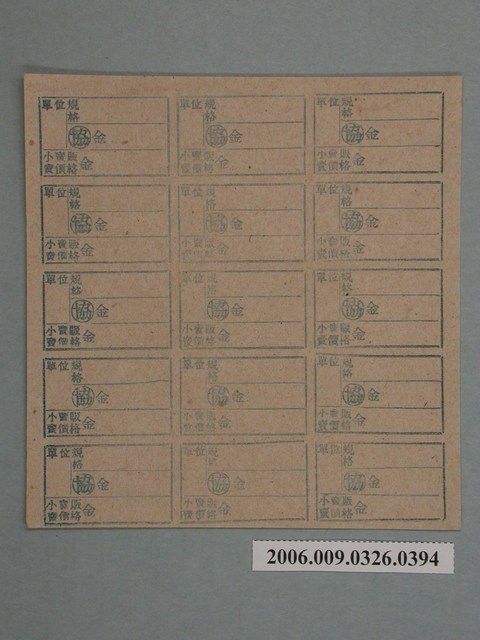 單位規
格
協金
小賣販
賣價格金
單位規
格
協金
小賣販
賣價格金
單位規
格
協金
小賣販
賣價格金
單位規
格
協金
小賣販
賣價格金
單位規
格
協金
小賣販
賣價格金
單位規
格
協金
小賣販
賣價格金
單位規
格
協金
小賣販
賣價格金
單位規
格
協金
小賣販
賣價格金
單位規
格
協金
小賣販
賣價格金
單位規
格
協金
小賣販
賣價格金
單位規
格
協金
小賣販
賣價格金
單位規
格
協金
小賣販
賣價格金
單位規
格
協金
小賣販
賣價格金
單位規
格
協金
小賣販
賣價格金
單位規
格
協金
小賣販
賣價格金
2006.009.0326.0394